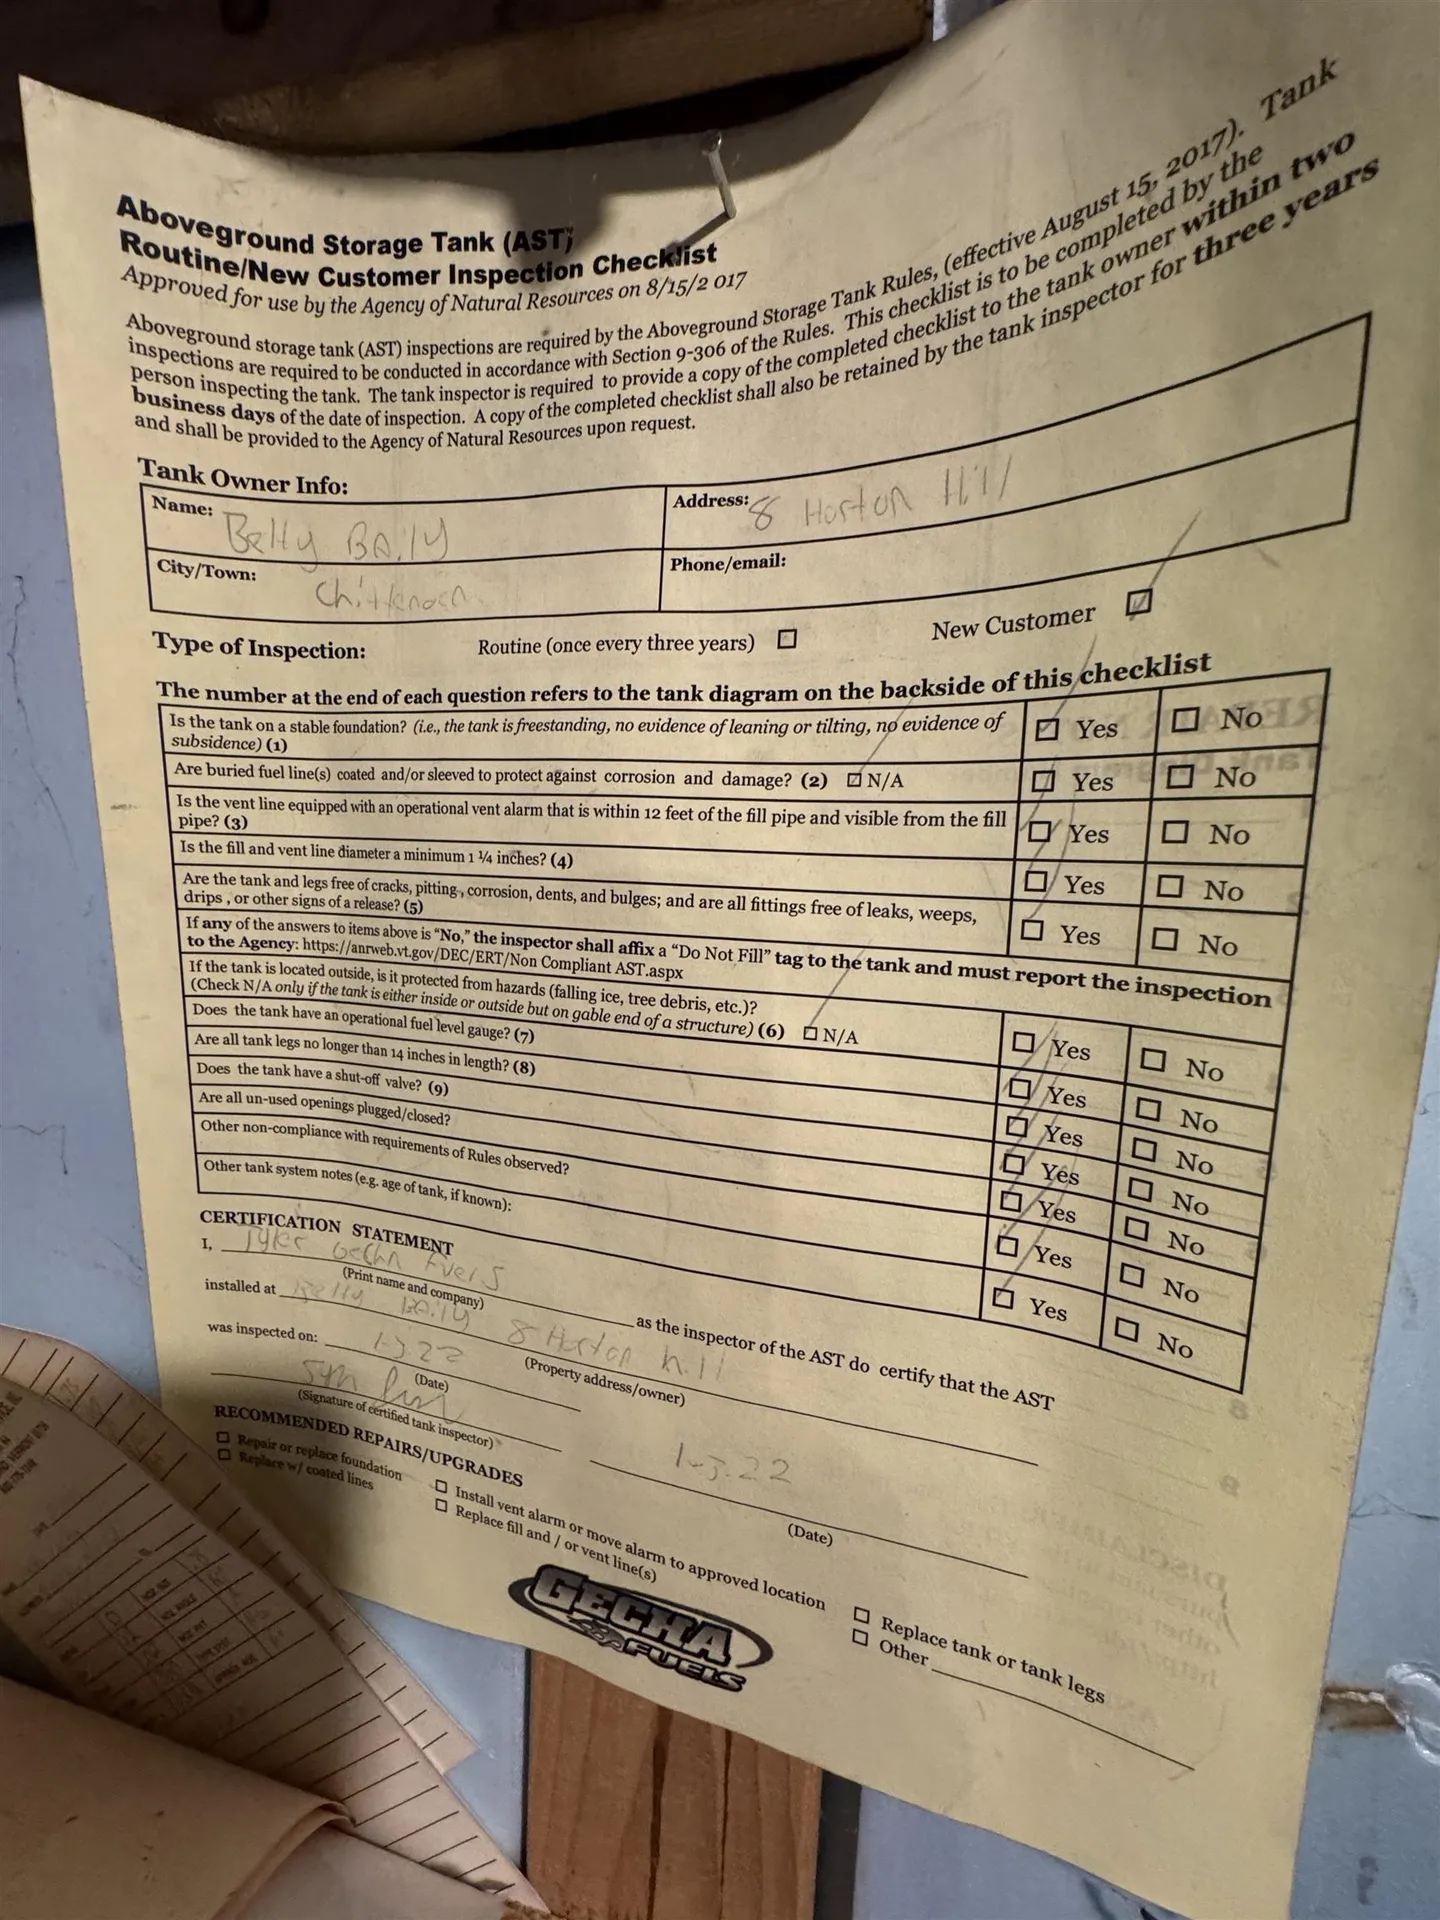 Aboveground Storage Tank (AST)
Routine/New Customer Inspection Checklist
Approved for use by the Agency of Natural Resources on 8/15/2 017
Aboveground storage tank (AST) inspections are required by the Aboveground Storage Tank Rules, (effective August 15, 2017). Tank
inspections are required to be conducted in accordance with Section 9-306 of the Rules. This checklist is to be completed by the
person inspecting the tank. The tank inspector is required to provide a copy of the completed checklist to the tank owner within two
business days of the date of inspection. A copy of the completed checklist shall also be retained by the tank inspector for three years
and shall be provided to the Agency of Natural Resources upon request.
Tank Owner Info:
Name: Betty BAily
Address: 8 Horton Hill
City/Town: Chittenden
Phone/email:
Type of Inspection: Routine (once every three years) ☐ New Customer ☑
The number at the end of each question refers to the tank diagram on the backside of this checklist
Is the tank on a stable foundation? (i.e., the tank is freestanding, no evidence of leaning or tilting, no evidence of
subsidence) (1) Yes No
Are buried fuel line(s) coated and/or sleeved to protect against corrosion and damage? (2) N/A Yes No
Is the vent line equipped with an operational vent alarm that is within 12 feet of the fill pipe and visible from the fill
pipe? (3) Yes No
Is the fill and vent line diameter a minimum 1 ¼ inches? (4) Yes No
Are the tank and legs free of cracks, pitting, corrosion, dents, and bulges; and are all fittings free of leaks, weeps,
drips , or other signs of a release? (5) Yes No
If any of the answers to items above is “No,” the inspector shall affix a “Do Not Fill” tag to the tank and must report the inspection
to the Agency: https://anrweb.vt.gov/DEC/ERT/Non Compliant AST.aspx
If the tank is located outside, is it protected from hazards (falling ice, tree debris, etc.)?
(Check N/A only if the tank is either inside or outside but on gable end of a structure) (6) N/A Yes No
Does the tank have an operational fuel level gauge? (7) Yes No
Are all tank legs no longer than 14 inches in length? (8) Yes No
Does the tank have a shut-off valve? (9) Yes No
Are all un-used openings plugged/closed? Yes No
Other non-compliance with requirements of Rules observed? Yes No
Other tank system notes (e.g. age of tank, if known): Yes No
CERTIFICATION STATEMENT
I, Tyler Gecha Fuels as the inspector of the AST do certify that the AST
(Print name and company)
installed at Betty BAily 8 Horton hill
(Property address/owner)
was inspected on: 1-3-22
(Date)
(Signature of certified tank inspector)
1-3.22
(Date)
RECOMMENDED REPAIRS/UPGRADES
Repair or replace foundation
Replace w/ coated lines
Install vent alarm or move alarm to approved location
Replace fill and / or vent line(s)
Replace tank or tank legs
Other
GECHA
FUELS